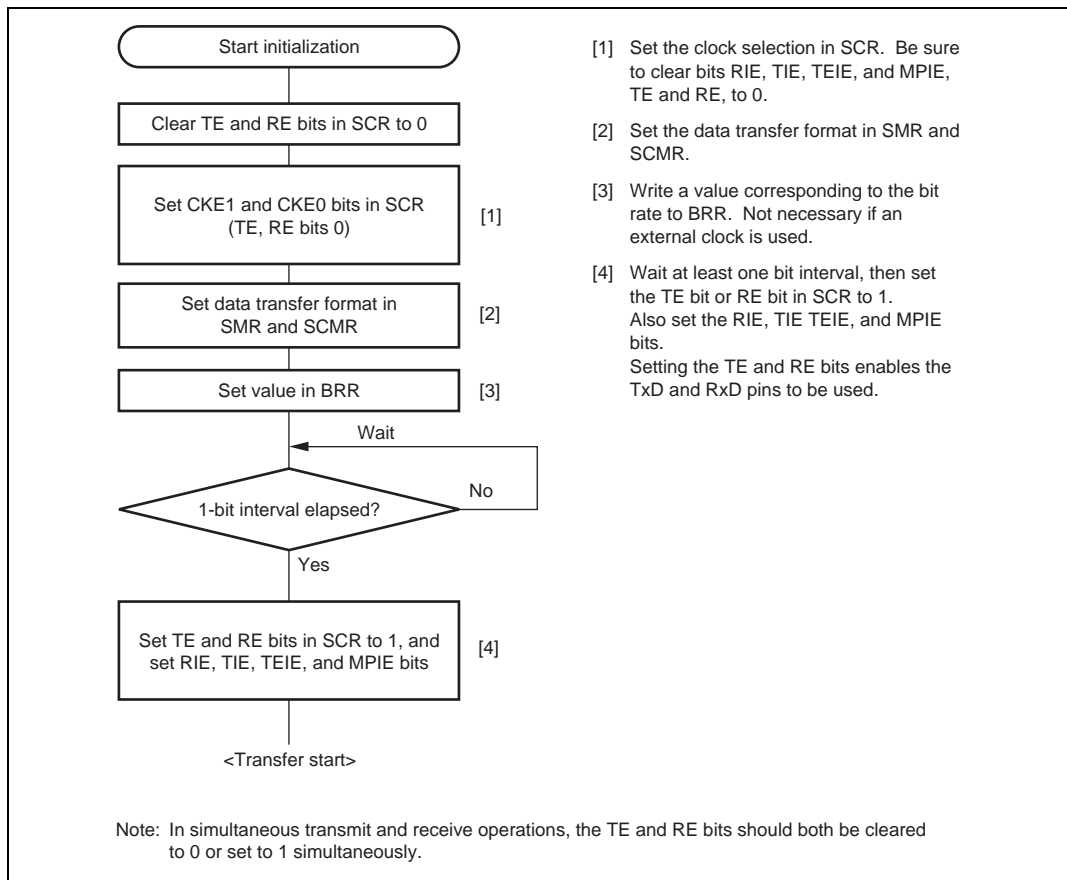 Start initialization
Clear TE and RE bits in SCR to 0
Set CKE1 and CKE0 bits in SCR
(TE, RE bits 0)
[1]
Set data transfer format in
SMR and SCMR
[2]
Set value in BRR
[3]
Wait
No
1-bit interval elapsed?
Yes
Set TE and RE bits in SCR to 1, and
set RIE, TIE, TEIE, and MPIE bits
[4]
<Transfer start>
[1] Set the clock selection in SCR. Be sure
to clear bits RIE, TIE, TEIE, and MPIE,
TE and RE, to 0.
[2] Set the data transfer format in SMR and
SCMR.
[3] Write a value corresponding to the bit
rate to BRR. Not necessary if an
external clock is used.
[4] Wait at least one bit interval, then set
the TE bit or RE bit in SCR to 1.
Also set the RIE, TIE TEIE, and MPIE
bits.
Setting the TE and RE bits enables the
TxD and RxD pins to be used.
Note: In simultaneous transmit and receive operations, the TE and RE bits should both be cleared
to 0 or set to 1 simultaneously.